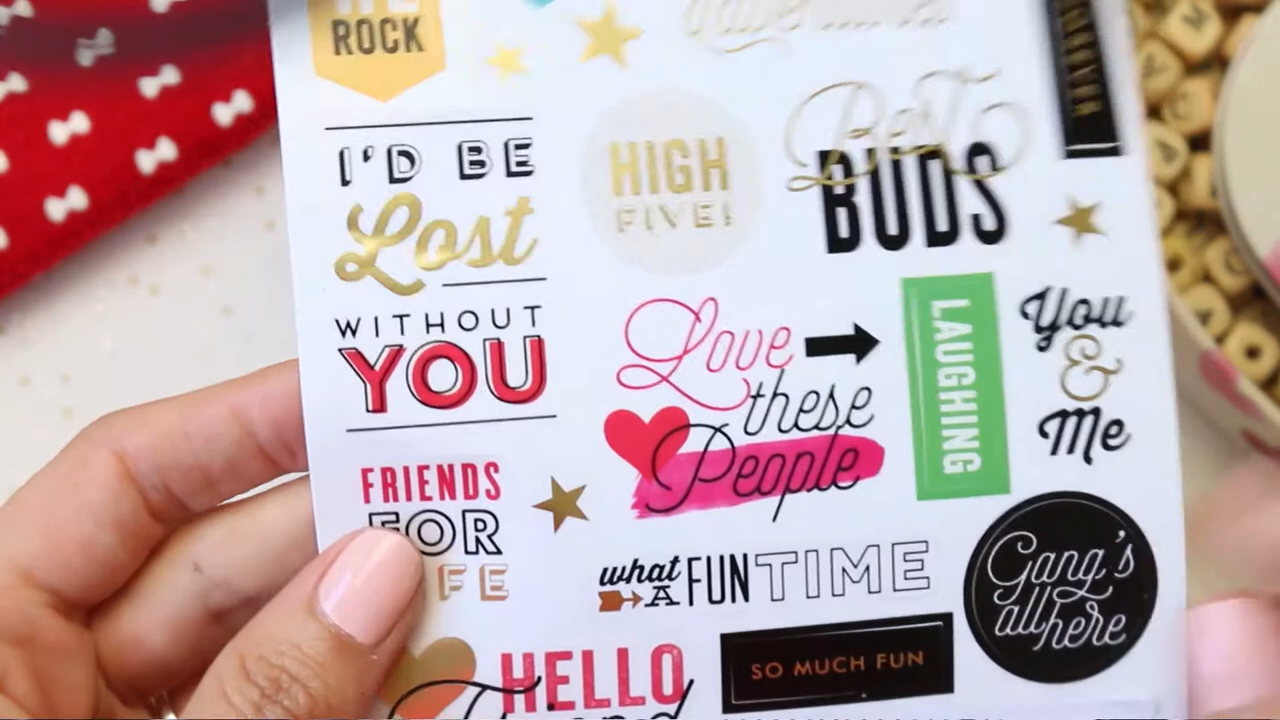 ROCK
I'D BE
Lost
WITHOUT
YOU
HIGH
FIVE!
Best
BUDS
Love
these
People
LAUGHING
You
&
Me
FRIENDS
FOR
FE
what
A
FUN TIME
Gang's
all here
HELLO
SO MUCH FUN